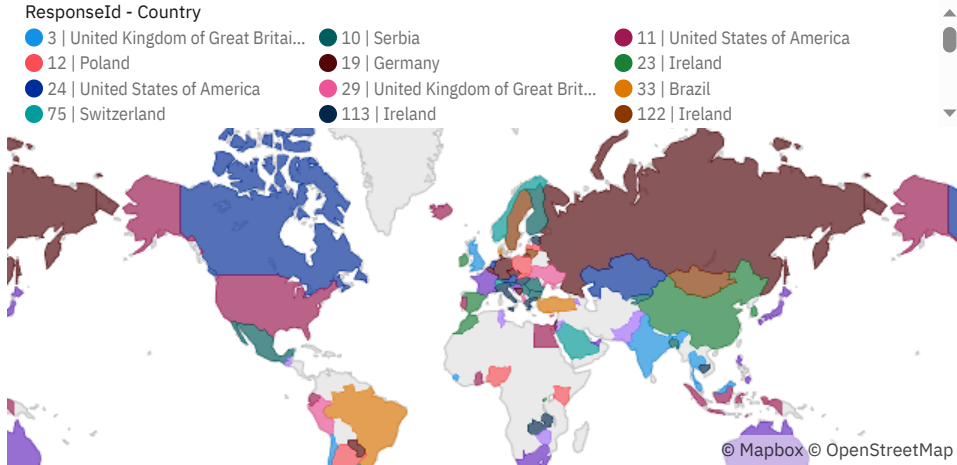 ResponseId - Country
3 | United Kingdom of Great Britai... 10 | Serbia 11 | United States of America
12 | Poland 19 | Germany 23 | Ireland
24 | United States of America 29 | United Kingdom of Great Brit... 33 | Brazil
75 | Switzerland 113 | Ireland 122 | Ireland
© Mapbox © OpenStreetMap